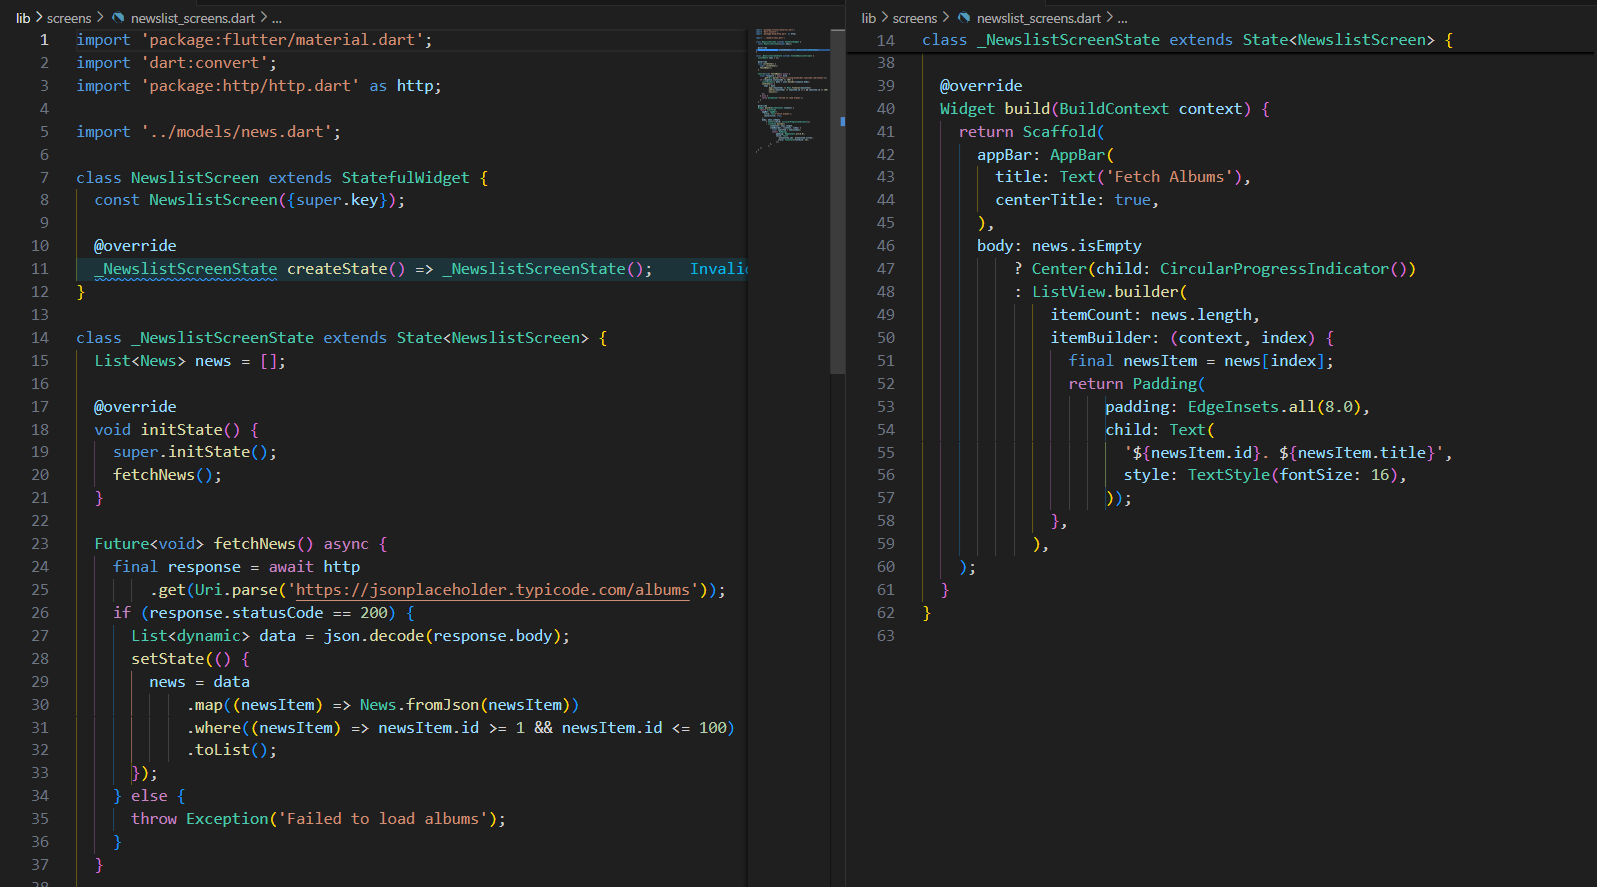 lib > screens > newslist_screens.dart > ...
1 import 'package:flutter/material.dart';
2 import 'dart:convert';
3 import 'package:http/http.dart' as http;
4
5 import '../models/news.dart';
6
7 class NewslistScreen extends StatefulWidget {
8 const NewslistScreen({super.key});
9
10 @override
11 _NewslistScreenState createState() => _NewslistScreenState(); Invalid
12 }
13
14 class _NewslistScreenState extends State<NewslistScreen> {
15 List<News> news = [];
16
17 @override
18 void initState() {
19 super.initState();
20 fetchNews();
21 }
22
23 Future<void> fetchNews() async {
24 final response = await http
25 .get(Uri.parse('https://jsonplaceholder.typicode.com/albums'));
26 if (response.statusCode == 200) {
27 List<dynamic> data = json.decode(response.body);
28 setState(() {
29 news = data
30 .map((newsItem) => News.fromJson(newsItem))
31 .where((newsItem) => newsItem.id >= 1 && newsItem.id <= 100)
32 .toList();
33 });
34 } else {
35 throw Exception('Failed to load albums');
36 }
37 }
38
lib > screens > newslist_screens.dart > ...
14 class _NewslistScreenState extends State<NewslistScreen> {
38
39 @override
40 Widget build(BuildContext context) {
41 return Scaffold(
42 appBar: AppBar(
43 title: Text('Fetch Albums'),
44 centerTitle: true,
45 ),
46 body: news.isEmpty
47 ? Center(child: CircularProgressIndicator())
48 : ListView.builder(
49 itemCount: news.length,
50 itemBuilder: (context, index) {
51 final newsItem = news[index];
52 return Padding(
53 padding: EdgeInsets.all(8.0),
54 child: Text(
55 '${newsItem.id}. ${newsItem.title}',
56 style: TextStyle(fontSize: 16),
57 ));
58 },
59 ),
60 );
61 }
62 }
63